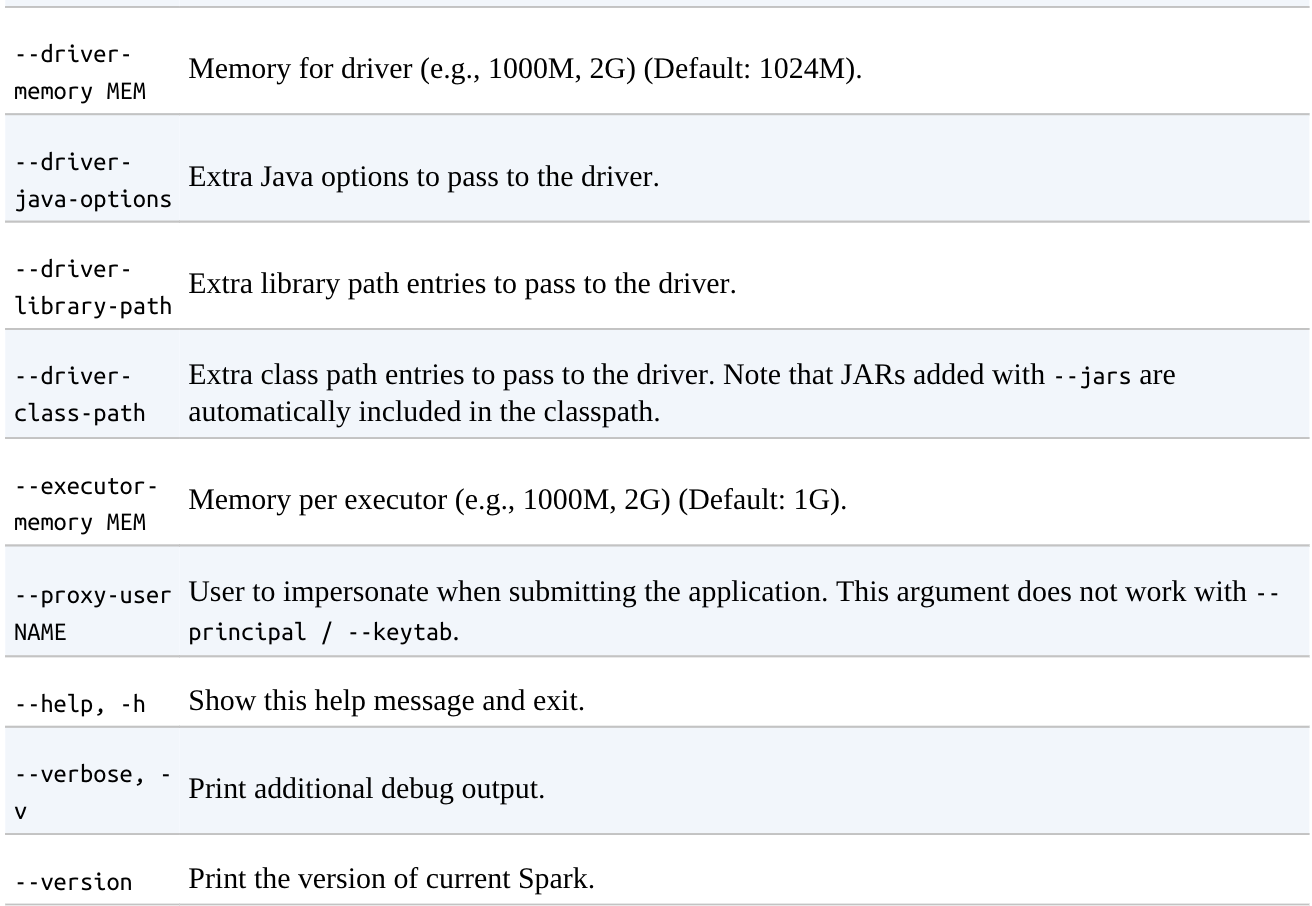 --driver-
memory MEM
Memory for driver (e.g., 1000M, 2G) (Default: 1024M).
--driver-
java-options
Extra Java options to pass to the driver.
--driver-
library-path
Extra library path entries to pass to the driver.
--driver-
class-path
Extra class path entries to pass to the driver. Note that JARs added with --jars are
automatically included in the classpath.
--executor-
memory MEM
Memory per executor (e.g., 1000M, 2G) (Default: 1G).
--proxy-user
NAME
User to impersonate when submitting the application. This argument does not work with --
principal / --keytab.
--help, -h
Show this help message and exit.
--verbose, -
v
Print additional debug output.
--version
Print the version of current Spark.